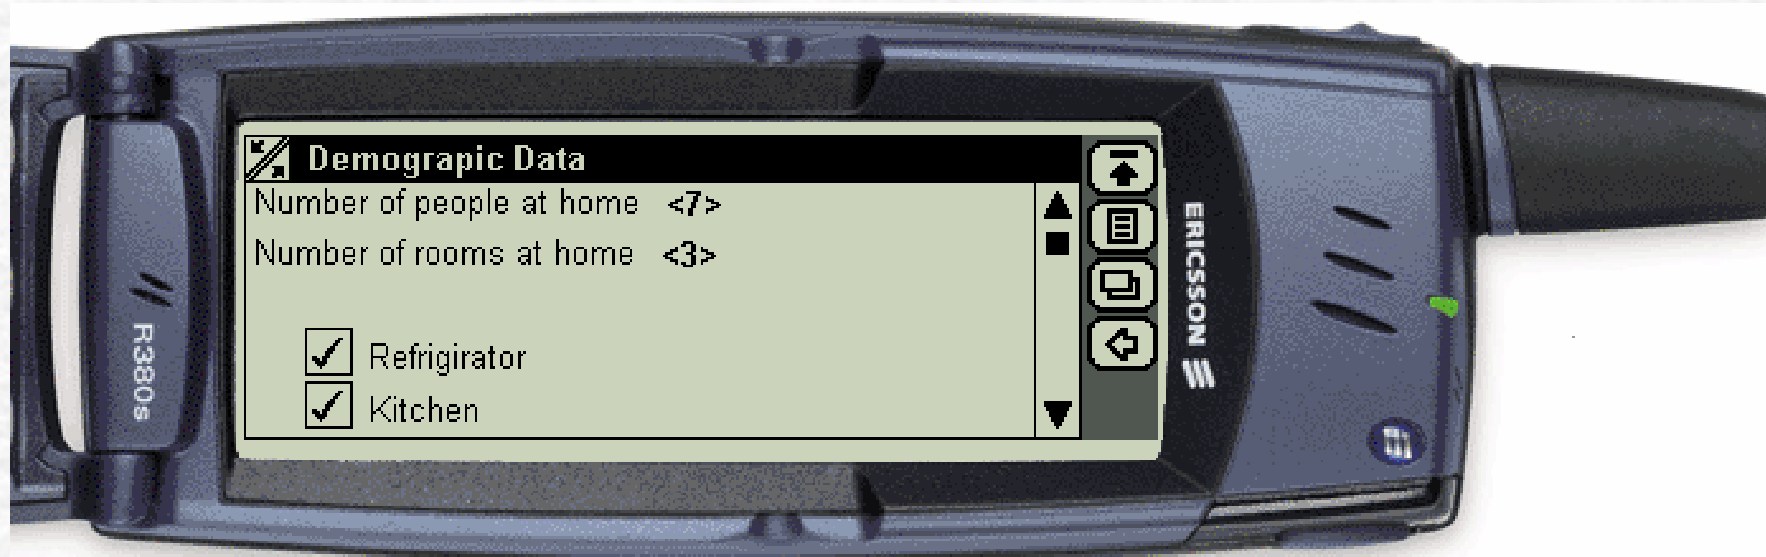 Demograpic Data
Number of people at home <7>
Number of rooms at home <3>
Refrigirator
Kitchen
ERICSSON
R380s